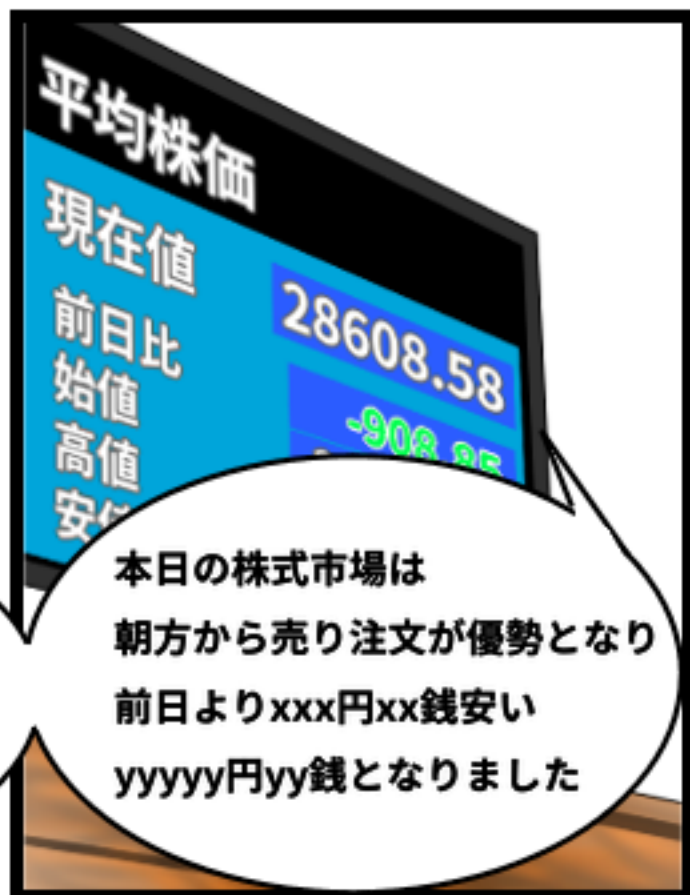 平均株価
現在値
28608.58
前日比
-908.85
始値
高値
安値
本日の株式市場は
朝方から売り注文が優勢となり
前日よりxxx円xx銭安い
yyyyy円yy銭となりました